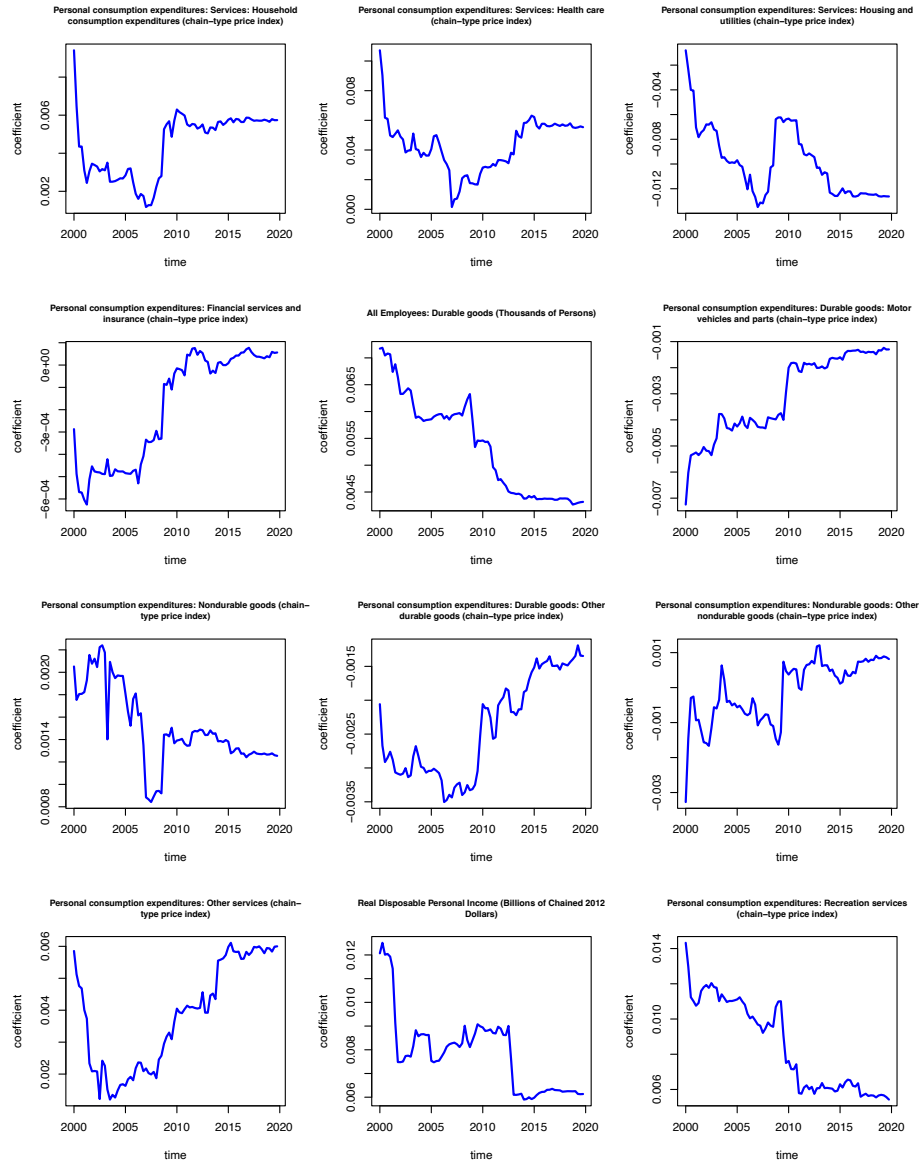 Personal consumption expenditures: Services: Household
consumption expenditures (chain−type price index)
coefficient
0.002
0.006
2000 2005 2010 2015 2020
time
Personal consumption expenditures: Services: Health care
(chain−type price index)
coefficient
0.000
0.004
0.008
2000 2005 2010 2015 2020
time
Personal consumption expenditures: Services: Housing and
utilities (chain−type price index)
coefficient
−0.012
−0.008
−0.004
2000 2005 2010 2015 2020
time
Personal consumption expenditures: Financial services and
insurance (chain−type price index)
coefficient
−6e−04
−3e−04
0e+00
2000 2005 2010 2015 2020
time
All Employees: Durable goods (Thousands of Persons)
coefficient
0.0045
0.0055
0.0065
2000 2005 2010 2015 2020
time
Personal consumption expenditures: Durable goods: Motor
vehicles and parts (chain−type price index)
coefficient
−0.007
−0.005
−0.003
−0.001
2000 2005 2010 2015 2020
time
Personal consumption expenditures: Nondurable goods (chain−
type price index)
coefficient
0.0008
0.0014
0.0020
2000 2005 2010 2015 2020
time
Personal consumption expenditures: Durable goods: Other
durable goods (chain−type price index)
coefficient
−0.0035
−0.0025
−0.0015
2000 2005 2010 2015 2020
time
Personal consumption expenditures: Nondurable goods: Other
nondurable goods (chain−type price index)
coefficient
−0.003
−0.001
0.001
2000 2005 2010 2015 2020
time
Personal consumption expenditures: Other services (chain−
type price index)
coefficient
0.002
0.004
0.006
2000 2005 2010 2015 2020
time
Real Disposable Personal Income (Billions of Chained 2012
Dollars)
coefficient
0.006
0.008
0.010
0.012
2000 2005 2010 2015 2020
time
Personal consumption expenditures: Recreation services
(chain−type price index)
coefficient
0.006
0.010
0.014
2000 2005 2010 2015 2020
time